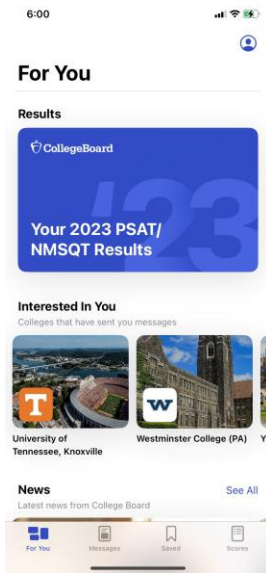 6:00
For You
Results
CollegeBoard
'23
Your 2023 PSAT/
NMSQT Results
Interested In You
Colleges that have sent you messages
T
W
University of
Tennessee, Knoxville
Westminster College (PA)
Y
News
See All
Latest news from College Board
For You
Messages
Saved
Scores